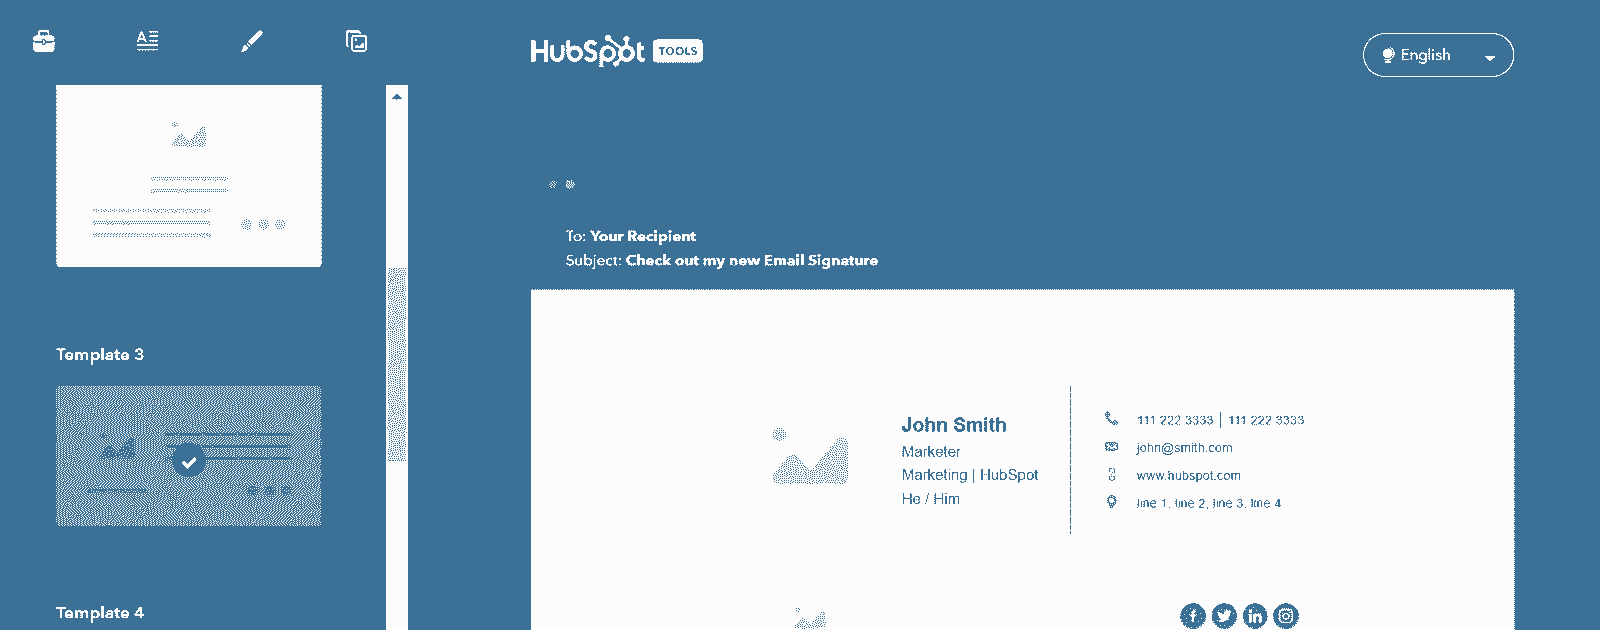 HubSpot TOOLS
English
To: Your Recipient
Subject: Check out my new Email Signature
Template 3
Template 4
John Smith
Marketer
Marketing | HubSpot
He / Him
111 222 3333 | 111 222 3333
john@smith.com
www.hubspot.com
line 1, line 2, line 3, line 4